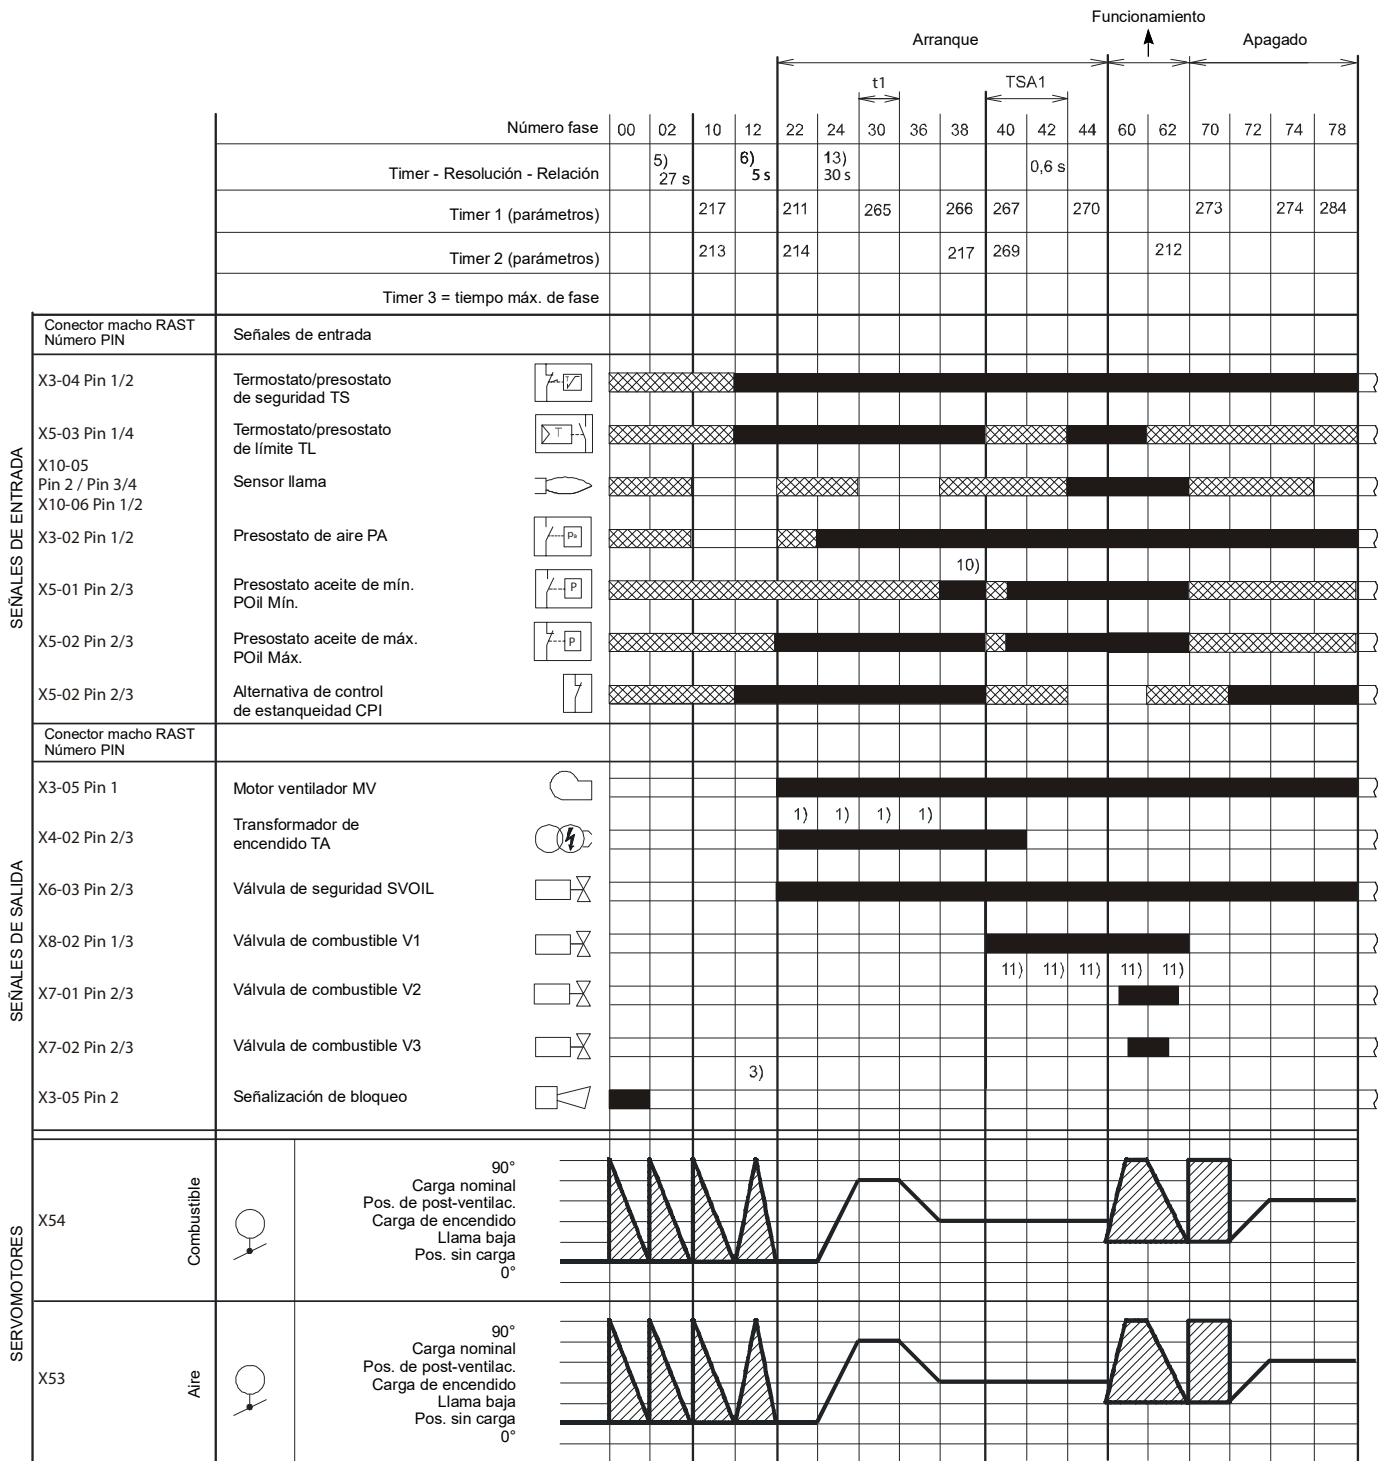 Funcionamiento
Arranque
Apagado
t1
TSA1
Número fase 00 02 10 12 22 24 30 36 38 40 42 44 60 62 70 72 74 78
Timer - Resolución - Relación 5) 27 s 6) 5 s 13) 30 s 0,6 s
Timer 1 (parámetros) 217 211 265 266 267 270 273 274 284
Timer 2 (parámetros) 213 214 217 269 212
Timer 3 = tiempo máx. de fase
SEÑALES DE ENTRADA
Conector macho RAST
Número PIN
Señales de entrada
X3-04 Pin 1/2
Termostato/presostato
de seguridad TS
X5-03 Pin 1/4
Termostato/presostato
de límite TL
T
X10-05
Pin 2 / Pin 3/4
X10-06 Pin 1/2
Sensor llama
X3-02 Pin 1/2
Presostato de aire PA
Pa
10)
X5-01 Pin 2/3
Presostato aceite de mín.
POil Mín.
P
X5-02 Pin 2/3
Presostato aceite de máx.
POil Máx.
P
X5-02 Pin 2/3
Alternativa de control
de estanqueidad CPI
SEÑALES DE SALIDA
Conector macho RAST
Número PIN
X3-05 Pin 1
Motor ventilador MV
1) 1) 1) 1)
X4-02 Pin 2/3
Transformador de
encendido TA
X6-03 Pin 2/3
Válvula de seguridad SVOIL
X8-02 Pin 1/3
Válvula de combustible V1
11) 11) 11) 11) 11)
X7-01 Pin 2/3
Válvula de combustible V2
X7-02 Pin 2/3
Válvula de combustible V3
3)
X3-05 Pin 2
Señalización de bloqueo
SERVOMOTORES
X54
Combustible
90°
Carga nominal
Pos. de post-ventilac.
Carga de encendido
Llama baja
Pos. sin carga
0°
X53
Aire
90°
Carga nominal
Pos. de post-ventilac.
Carga de encendido
Llama baja
Pos. sin carga
0°